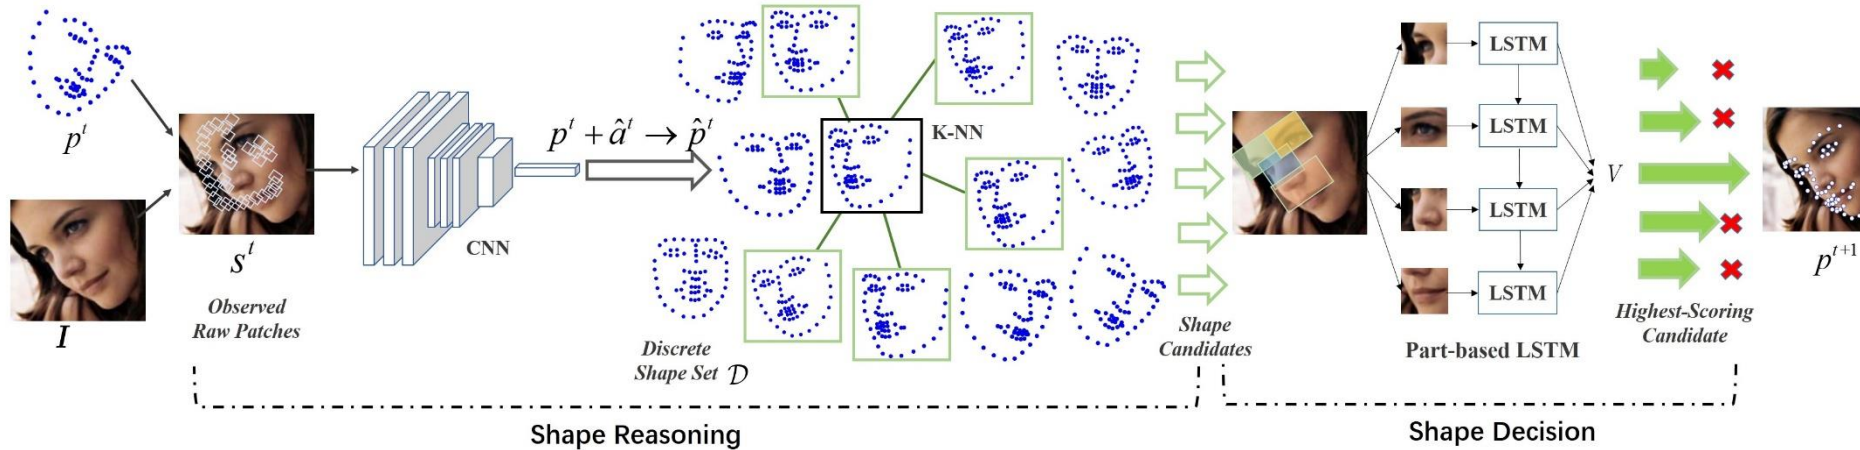 p^t
I
s^t
Observed
Raw Patches
CNN
p^t + â^t → p̂^t
K-NN
Discrete
Shape Set 𝒟
Shape
Candidates
LSTM
LSTM
LSTM
LSTM
Part-based LSTM
V
Highest-Scoring
Candidate
p^{t+1}
Shape Reasoning
Shape Decision